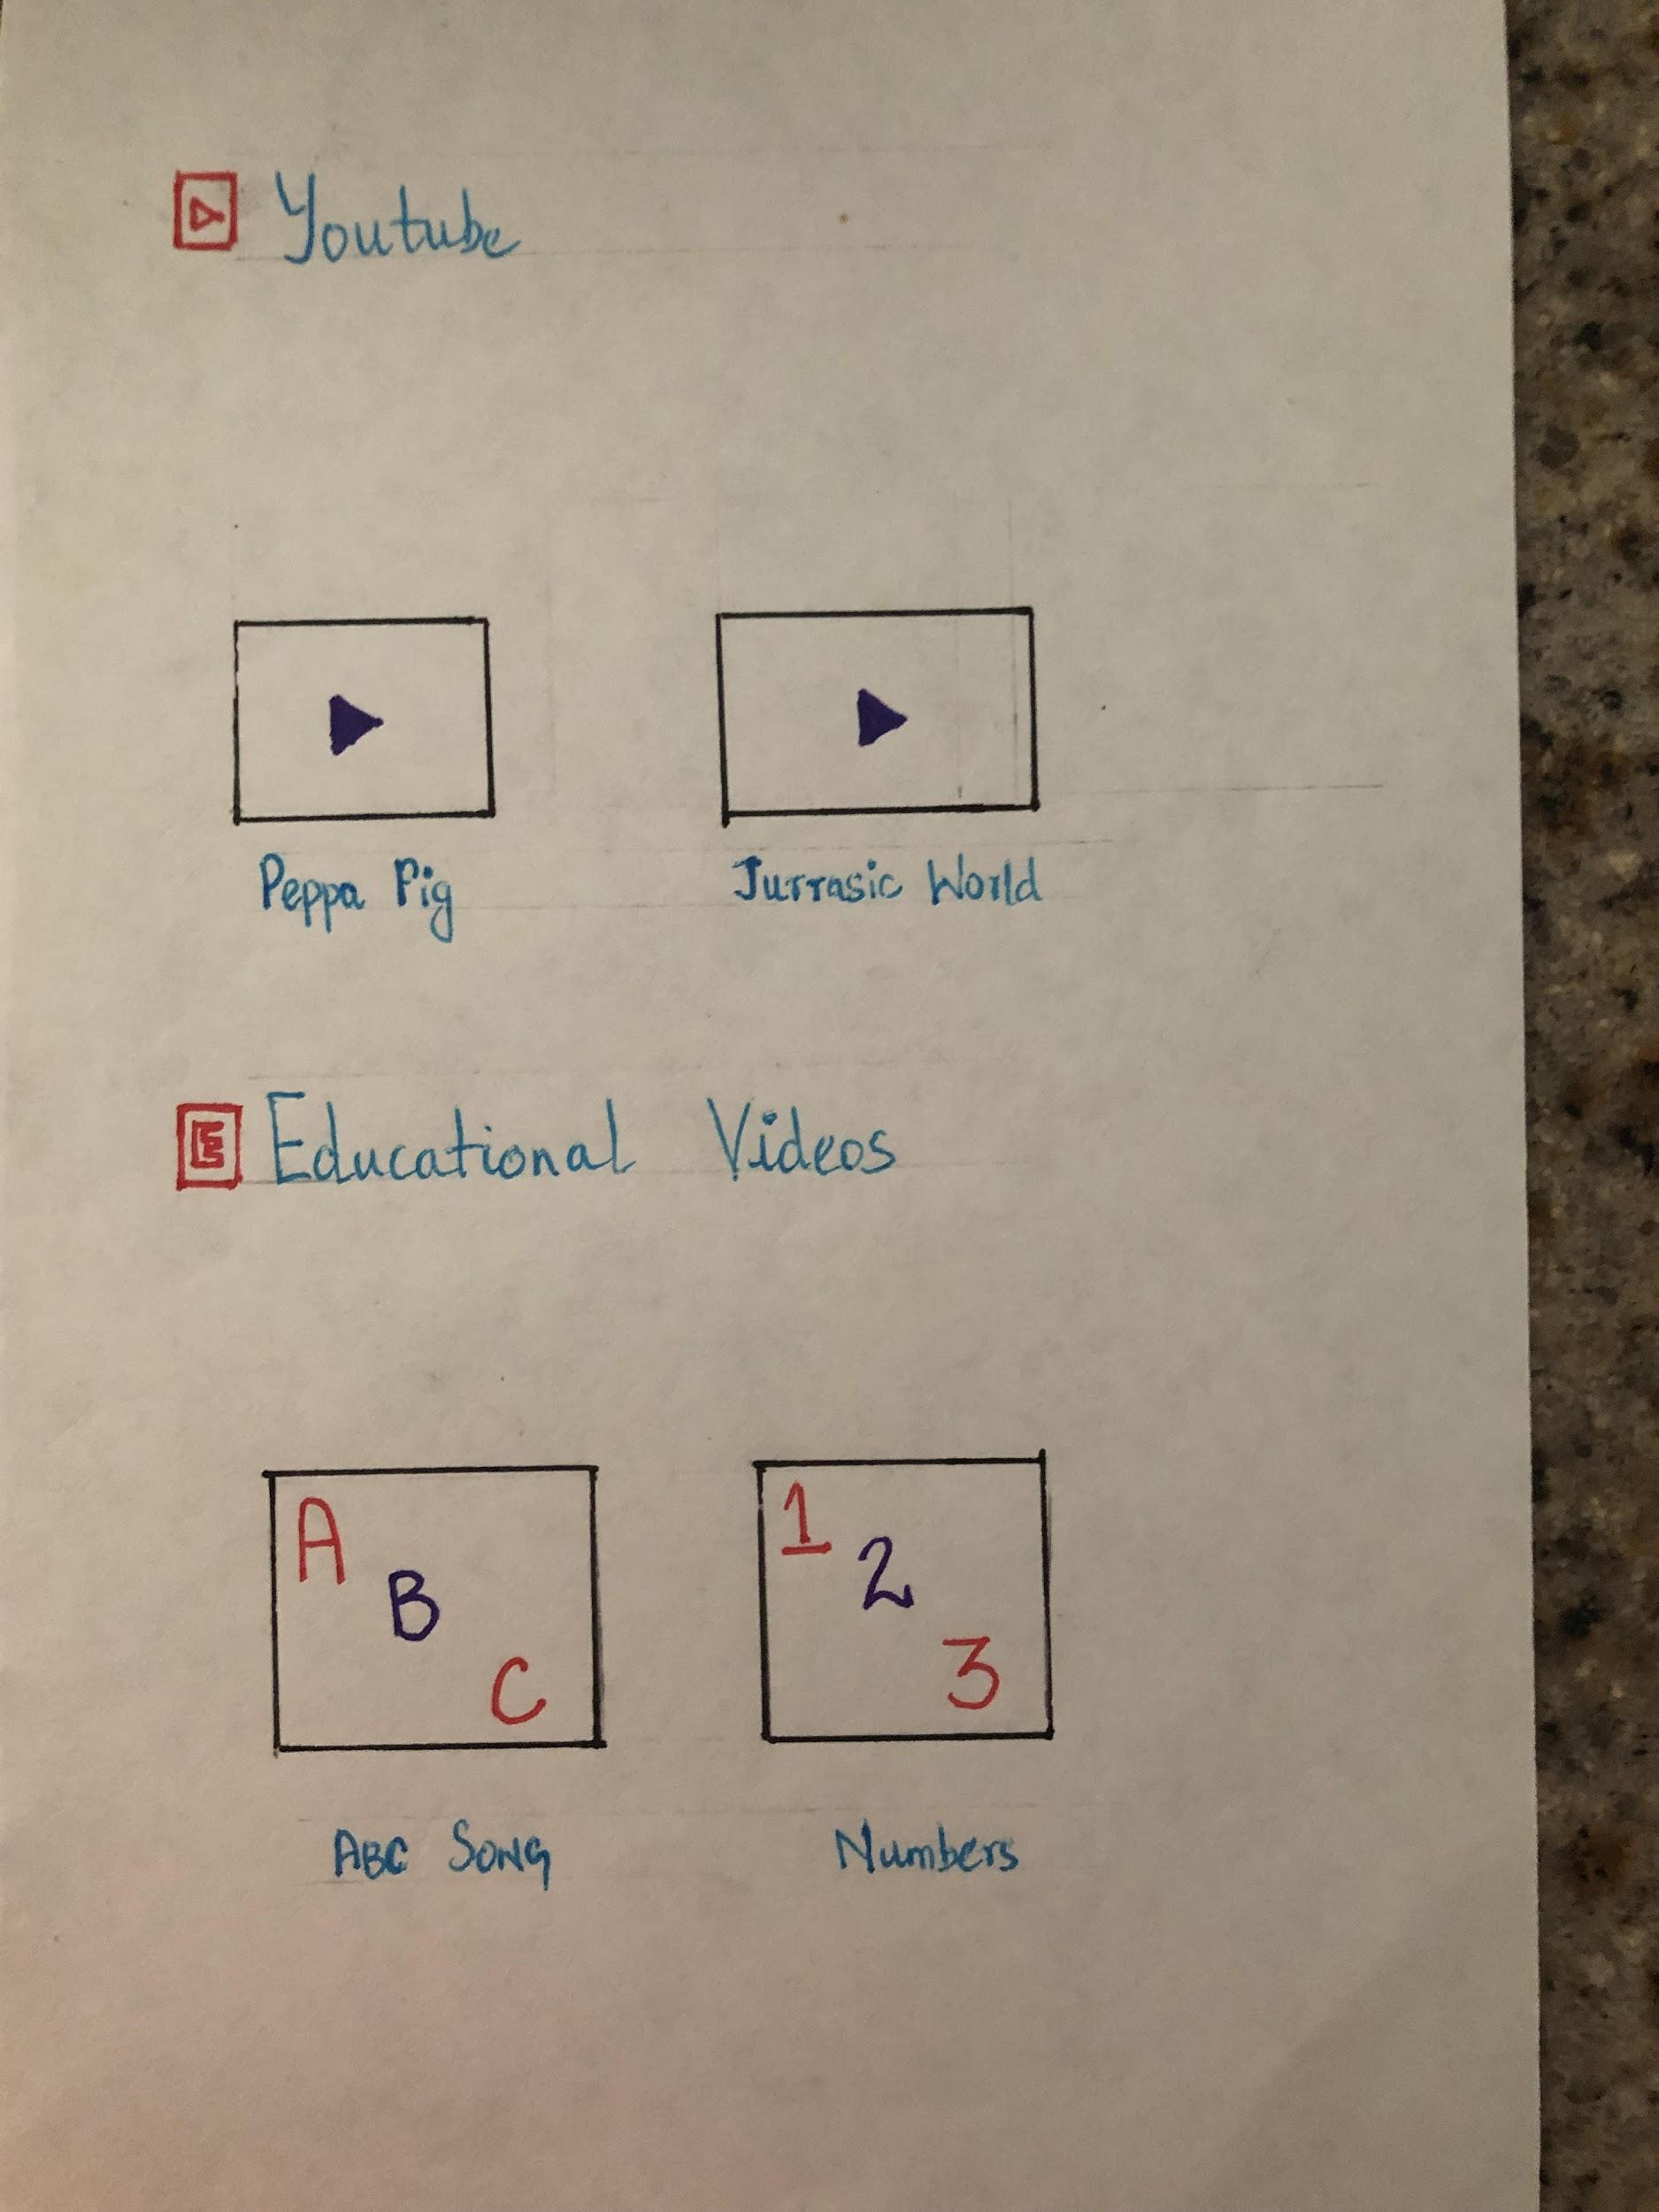 Youtube
Peppa Pig
Jurrasic World
E Educational Videos
A
B
C
1
2
3
ABC SONG
Numbers